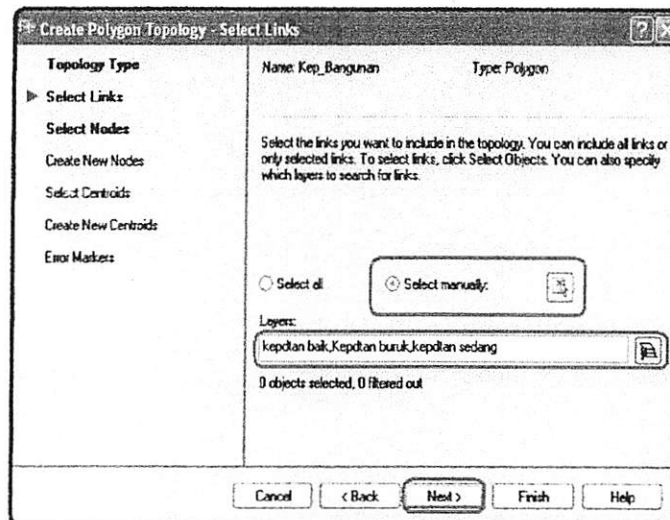 Create Polygon Topology - Select Links
Topology Type
Select Links
Select Nodes
Create New Nodes
Select Centroids
Create New Centroids
Error Markers
Name: Kep_Bangunan Type: Polygon
Select the links you want to include in the topology. You can include all links or
only selected links. To select links, click Select Objects. You can also specify
which layers to search for links.
Select all Select manually:
Layers:
kepdtan baik,Kepdtan buruk,kepdtan sedang
0 objects selected, 0 filtered out
Cancel < Back Next > Finish Help